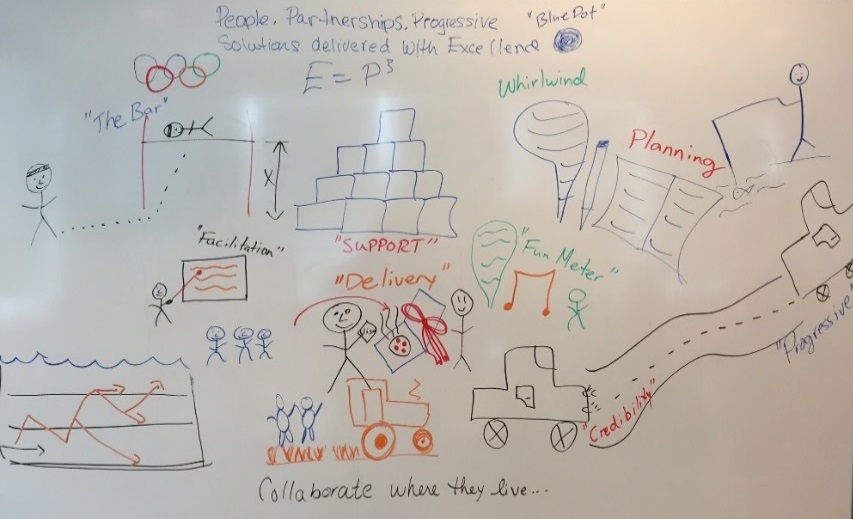 People. Partnerships. Progressive "Blue Dot"
Solutions delivered with Excellence
E = P³
Whirlwind
"The Bar"
X
Planning
"Facilitation"
"SUPPORT"
"Fun Meter"
"Delivery"
"Progressive"
"Credibility"
Collaborate where they live...